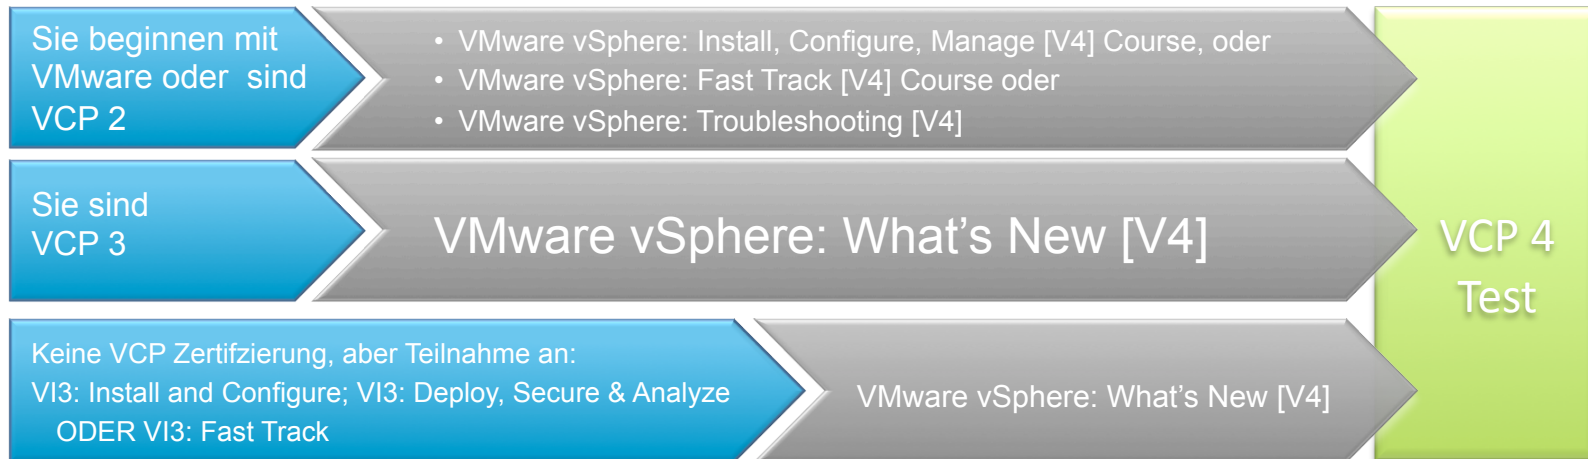 Sie beginnen mit
VMware oder sind
VCP 2
• VMware vSphere: Install, Configure, Manage [V4] Course, oder
• VMware vSphere: Fast Track [V4] Course oder
• VMware vSphere: Troubleshooting [V4]
Sie sind
VCP 3
VMware vSphere: What's New [V4]
Keine VCP Zertifzierung, aber Teilnahme an:
VI3: Install and Configure; VI3: Deploy, Secure & Analyze
ODER VI3: Fast Track
VMware vSphere: What's New [V4]
VCP 4
Test